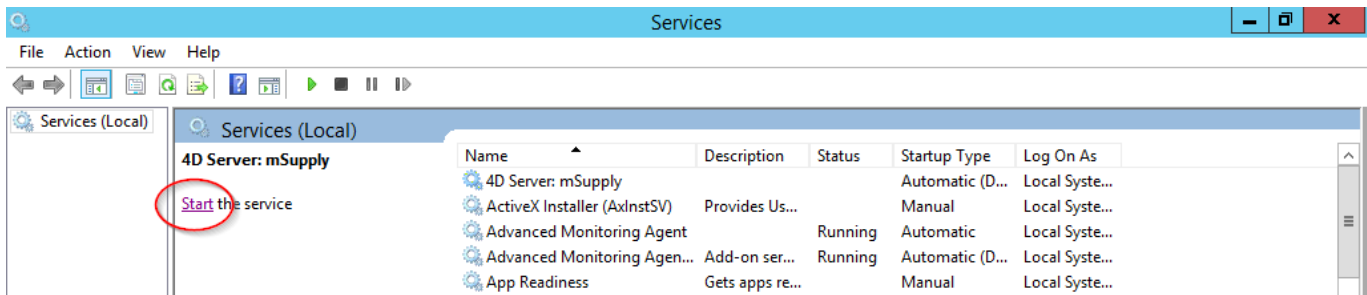 Services
File Action View Help
Services (Local)
Services (Local)
4D Server: mSupply
Start the service
Name Description Status Startup Type Log On As
4D Server: mSupply Automatic (D... Local Syste...
ActiveX Installer (AxInstSV) Provides Us... Manual Local Syste...
Advanced Monitoring Agent Running Automatic Local Syste...
Advanced Monitoring Agen... Add-on ser... Running Automatic (D... Local Syste...
App Readiness Gets apps re... Manual Local Syste...